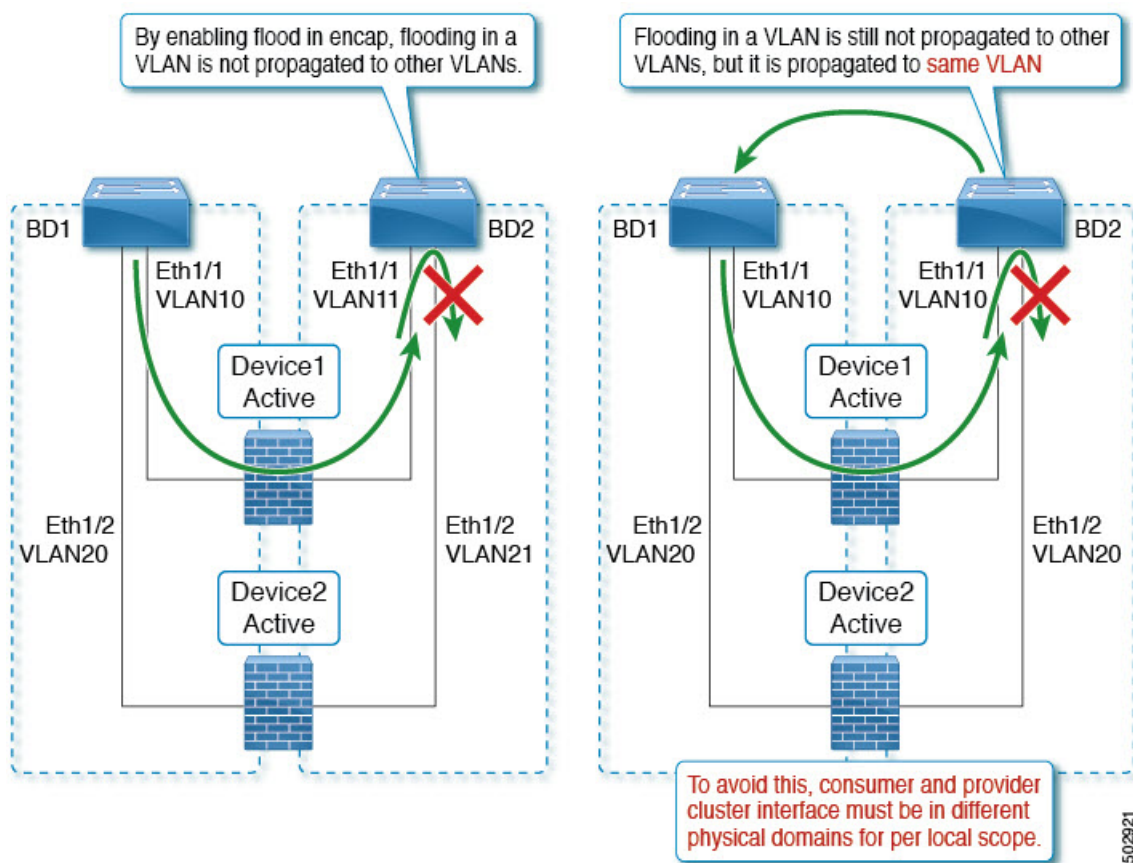 By enabling flood in encap, flooding in a
VLAN is not propagated to other VLANs.
BD1
BD2
Eth1/1
VLAN10
Eth1/1
VLAN11
Device1
Active
Eth1/2
VLAN20
Eth1/2
VLAN21
Device2
Active
Flooding in a VLAN is still not propagated to other
VLANs, but it is propagated to same VLAN
BD1
BD2
Eth1/1
VLAN10
Eth1/1
VLAN10
Device1
Active
Eth1/2
VLAN20
Eth1/2
VLAN20
Device2
Active
To avoid this, consumer and provider
cluster interface must be in different
physical domains for per local scope.
502921